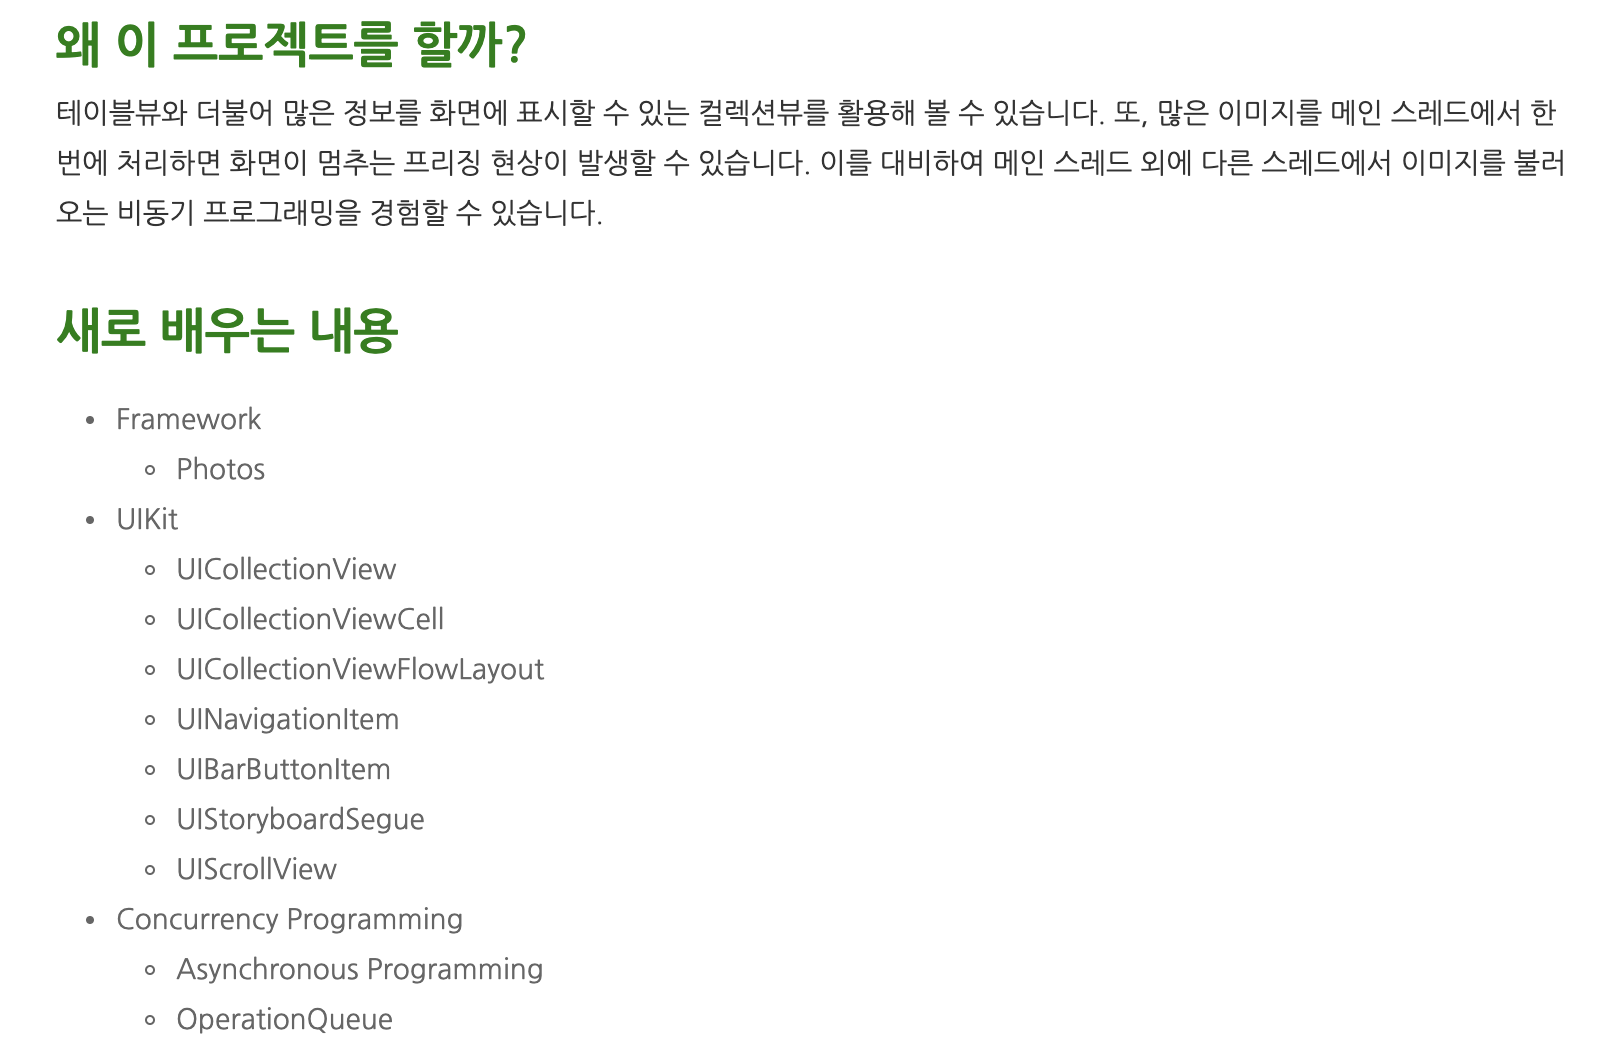 왜 이 프로젝트를 할까?
테이블뷰와 더불어 많은 정보를 화면에 표시할 수 있는 컬렉션뷰를 활용해 볼 수 있습니다. 또, 많은 이미지를 메인 스레드에서 한
번에 처리하면 화면이 멈추는 프리징 현상이 발생할 수 있습니다. 이를 대비하여 메인 스레드 외에 다른 스레드에서 이미지를 불러
오는 비동기 프로그래밍을 경험할 수 있습니다.
새로 배우는 내용
• Framework
◦ Photos
• UIKit
◦ UICollectionView
◦ UICollectionViewCell
◦ UICollectionViewFlowLayout
◦ UINavigationItem
◦ UIBarButtonItem
◦ UIStoryboardSegue
◦ UIScrollView
• Concurrency Programming
◦ Asynchronous Programming
◦ OperationQueue